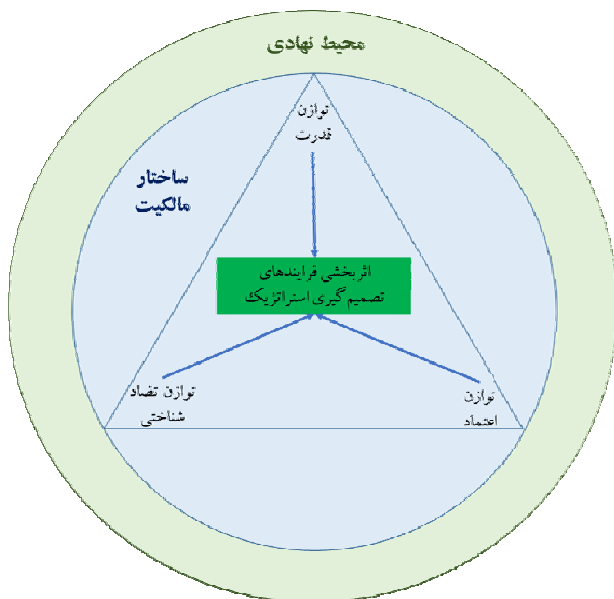 محیط نهادی
توازن
قدرت
ساختار
مالکیت
اثربخشی فرایندهای
تصمیم‌گیری استراتژیک
توازن تضاد
شناختی
توازن
اعتماد